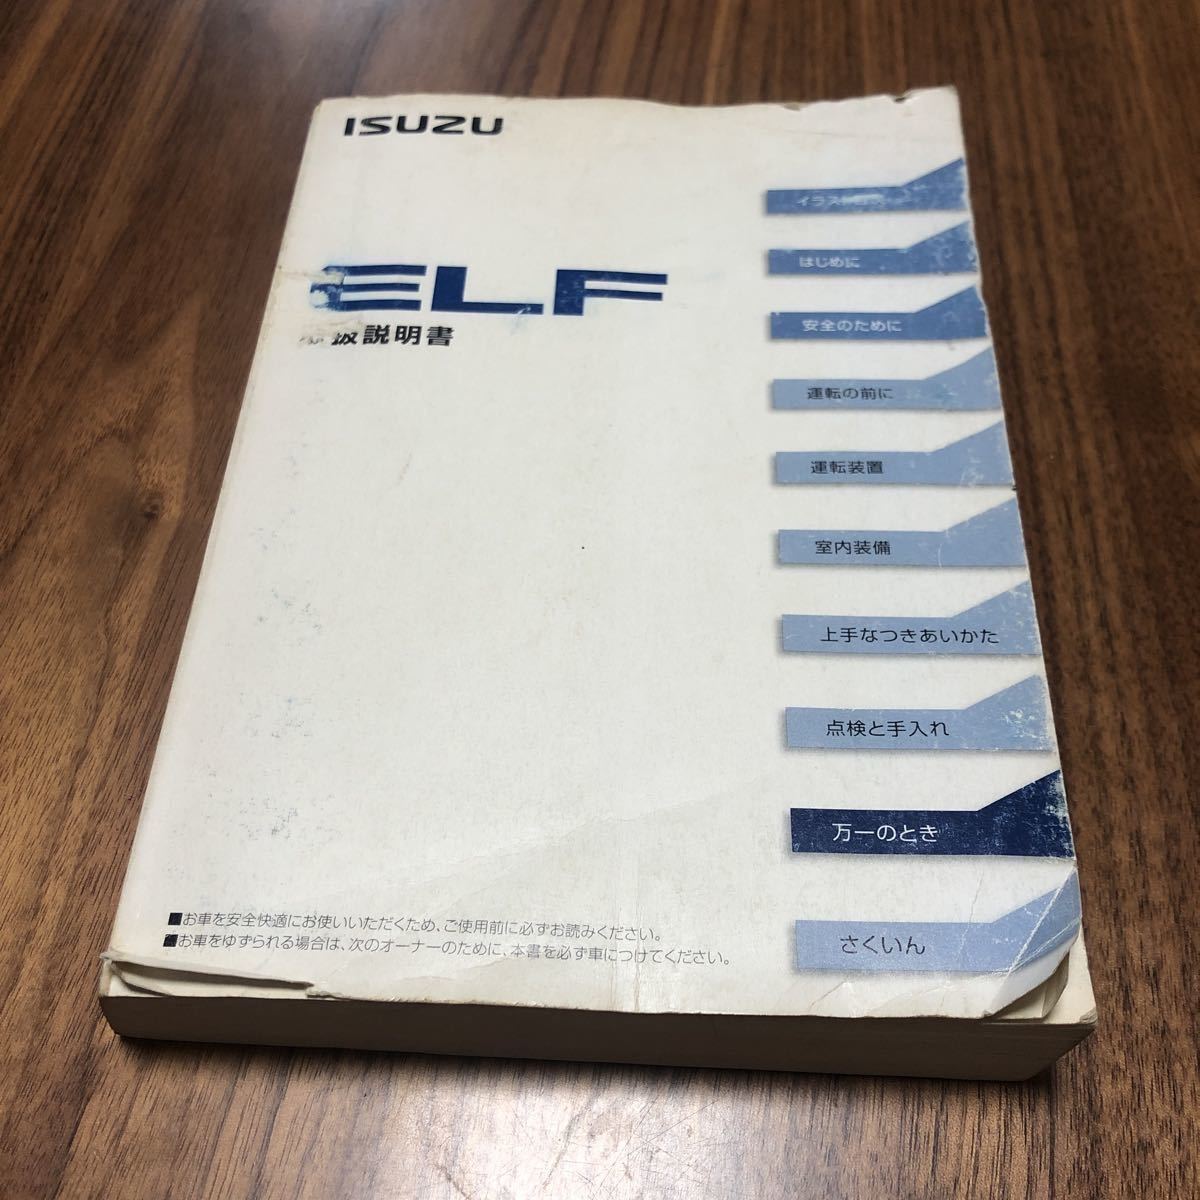 ISUZU
ELF
取扱説明書
イラスト
はじめに
安全のために
運転の前に
運転装置
室内装備
上手なつきあいかた
点検と手入れ
万一のとき
さくいん
■お車を安全快適にお使いいただくため、ご使用前に必ずお読みください。
■お車をゆずられる場合は、次のオーナーのために、本書を必ず車につけてください。